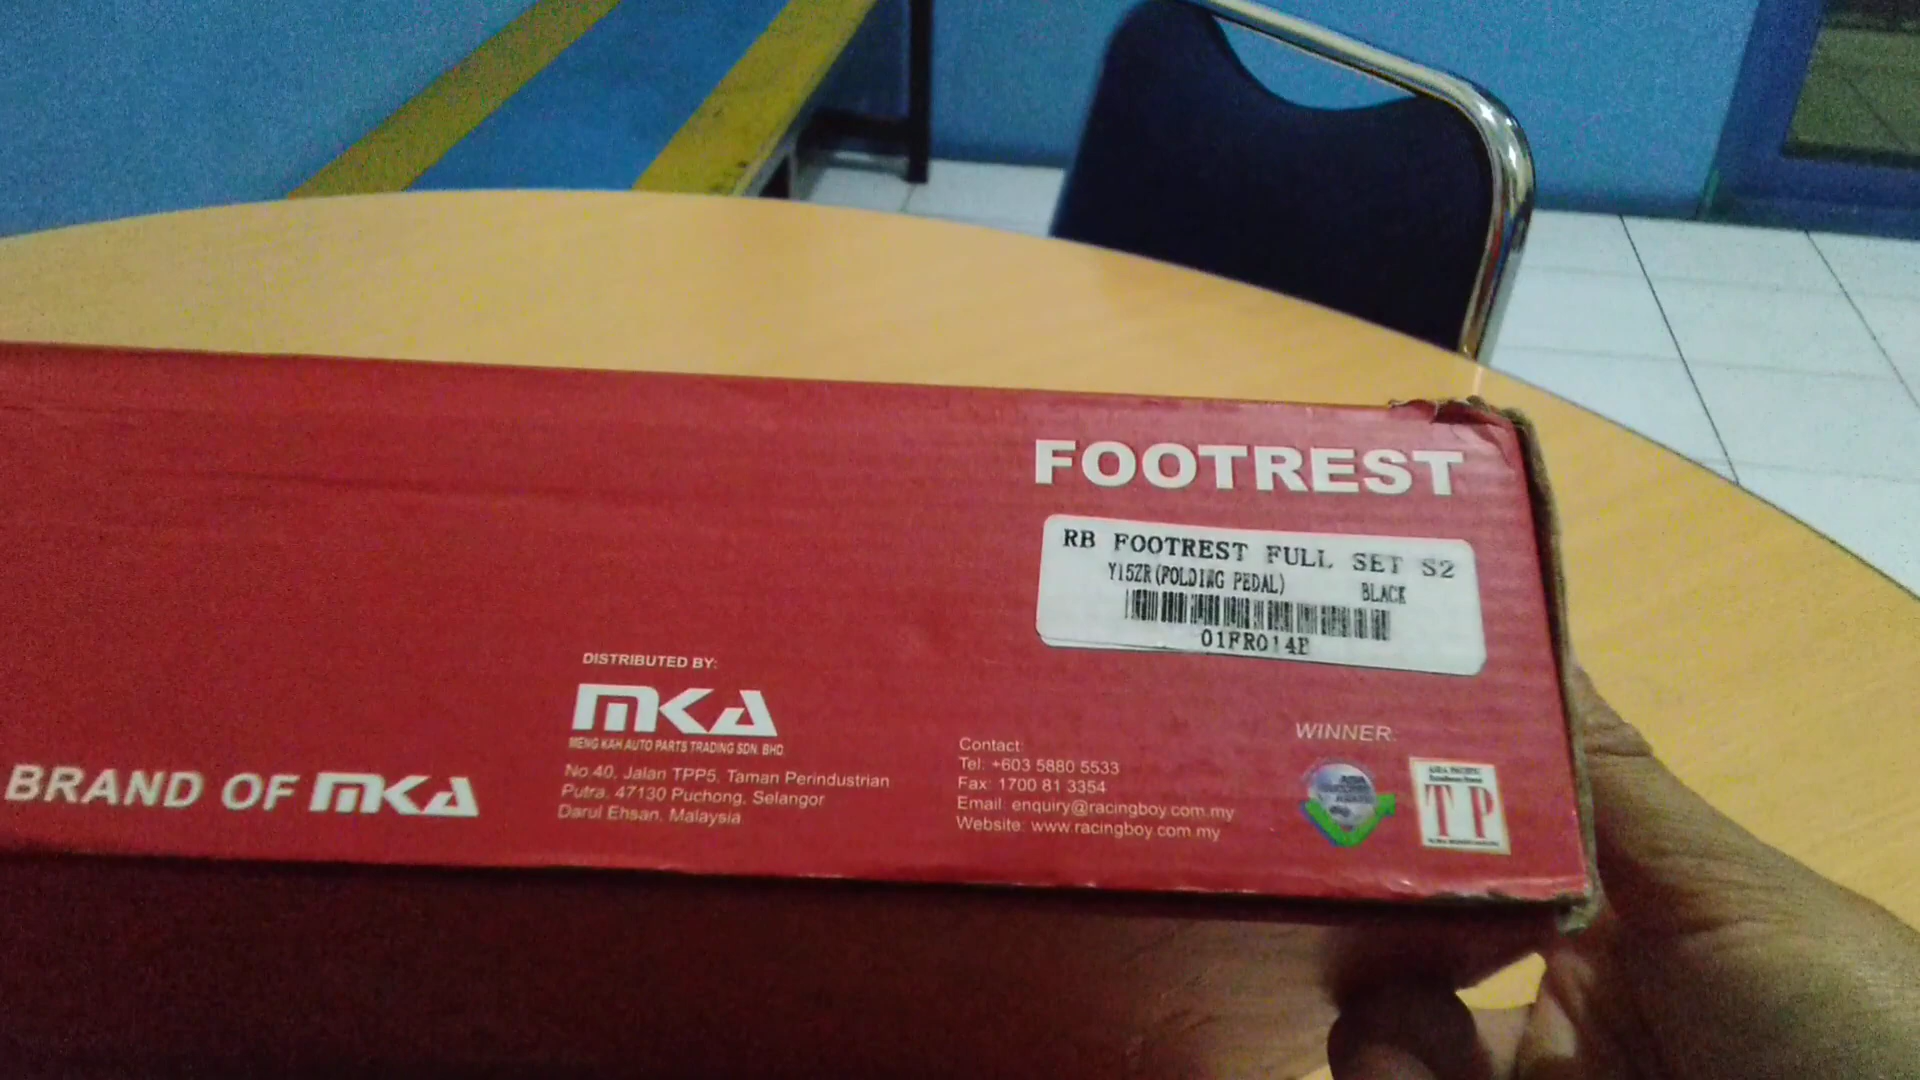 FOOTREST
RB FOOTREST FULL SET S2
Y15ZR(FOLDING PEDAL) BLACK
DISTRIBUTED BY:
MKA
MENG KAH AUTO PARTS TRADING SDN. BHD.
No.40, Jalan TPP5, Taman Perindustrian
Putra, 47130 Puchong, Selangor
Darul Ehsan, Malaysia
BRAND OF MKA
Contact:
Tel: +603 5880 5533
Fax: 1700 81 3354
Email: enquiry@racingboy.com.my
Website: www.racingboy.com.my
WINNER:
ASIA PACIFIC
T P